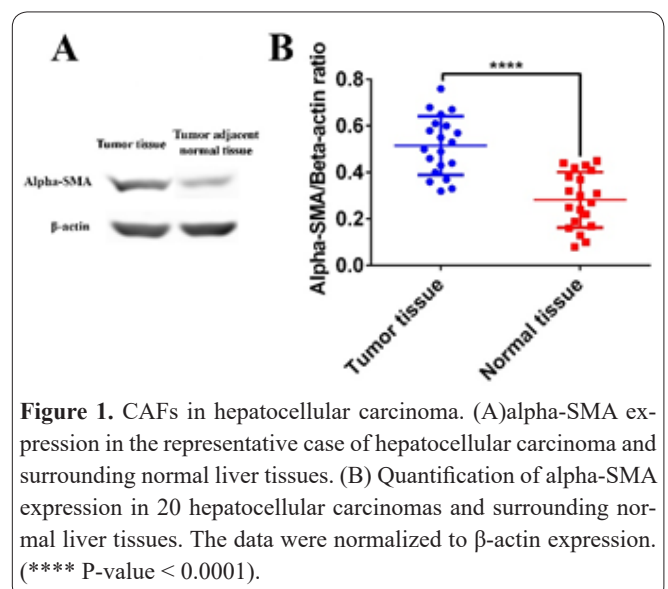 A
B
Tumor tissue
Tumor adjacent
normal tissue
Alpha-SMA
β-actin
Alpha-SMA/Beta-actin ratio
0.8
0.6
0.4
0.2
0.0
****
Tumor tissue
Normal tissue
Figure 1. CAFs in hepatocellular carcinoma. (A)alpha-SMA ex-
pression in the representative case of hepatocellular carcinoma and
surrounding normal liver tissues. (B) Quantification of alpha-SMA
expression in 20 hepatocellular carcinomas and surrounding nor-
mal liver tissues. The data were normalized to β-actin expression.
(**** P-value < 0.0001).